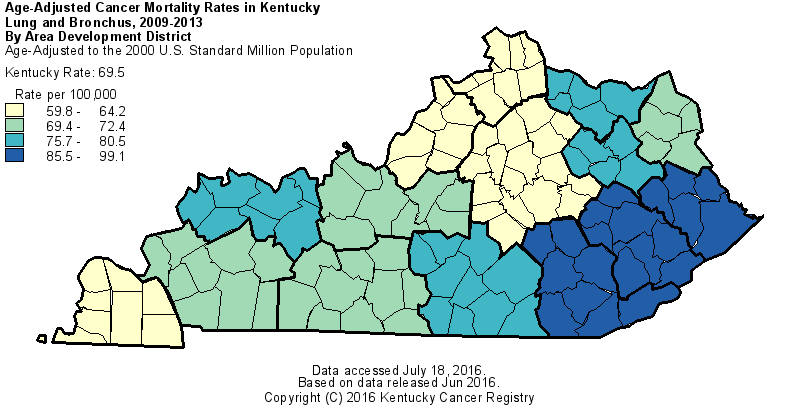 Age-Adjusted Cancer Mortality Rates in Kentucky
Lung and Bronchus, 2009-2013
By Area Development District
Age-Adjusted to the 2000 U.S. Standard Million Population
Kentucky Rate: 69.5
Rate per 100,000
59.8 - 64.2
69.4 - 72.4
75.7 - 80.5
85.5 - 99.1
Data accessed July 18, 2016.
Based on data released Jun 2016.
Copyright (C) 2016 Kentucky Cancer Registry